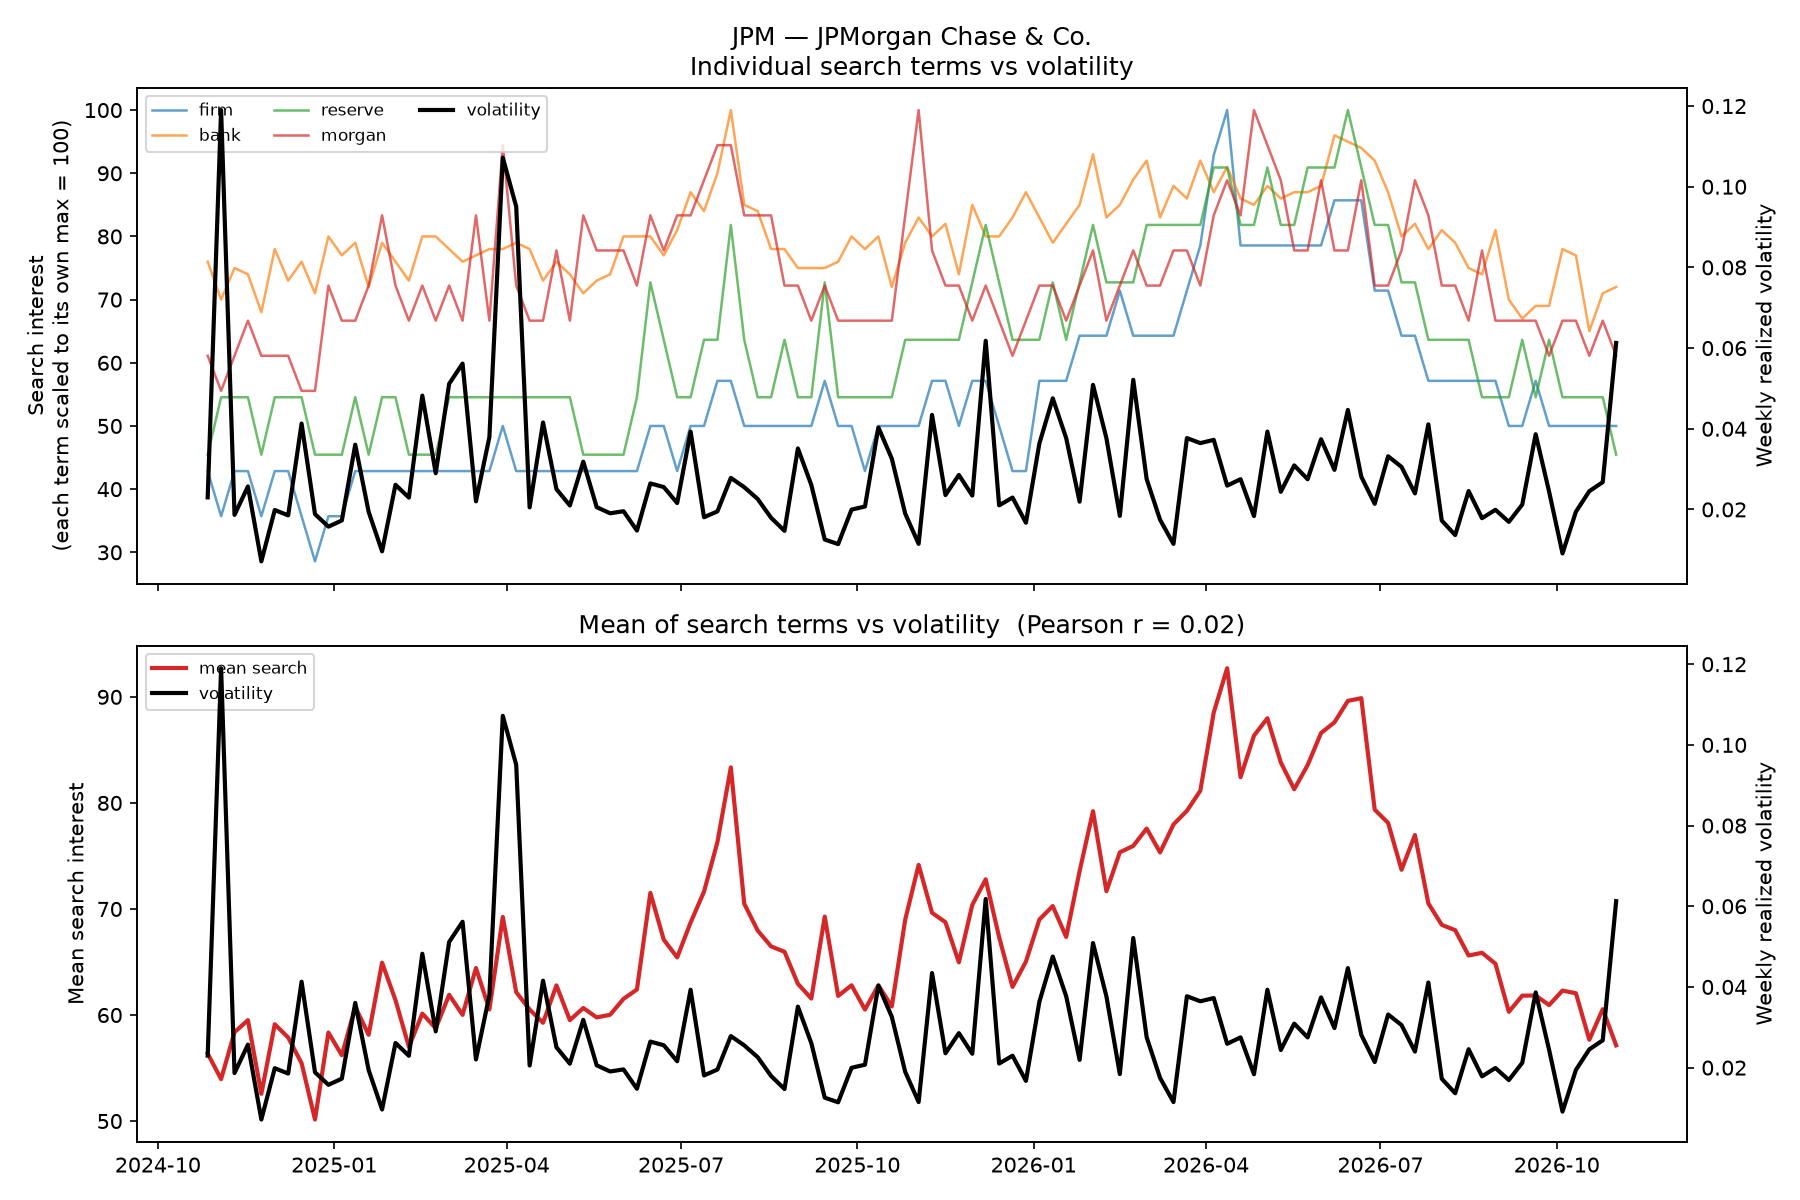 JPM — JPMorgan Chase & Co.
Individual search terms vs volatility
firm
bank
reserve
morgan
volatility
Search interest
(each term scaled to its own max = 100)
100
90
80
70
60
50
40
30
0.12
0.10
0.08
0.06
0.04
0.02
Weekly realized volatility
Mean of search terms vs volatility (Pearson r = 0.02)
mean search
volatility
Mean search interest
90
80
70
60
50
0.12
0.10
0.08
0.06
0.04
0.02
Weekly realized volatility
2024-10 2025-01 2025-04 2025-07 2025-10 2026-01 2026-04 2026-07 2026-10